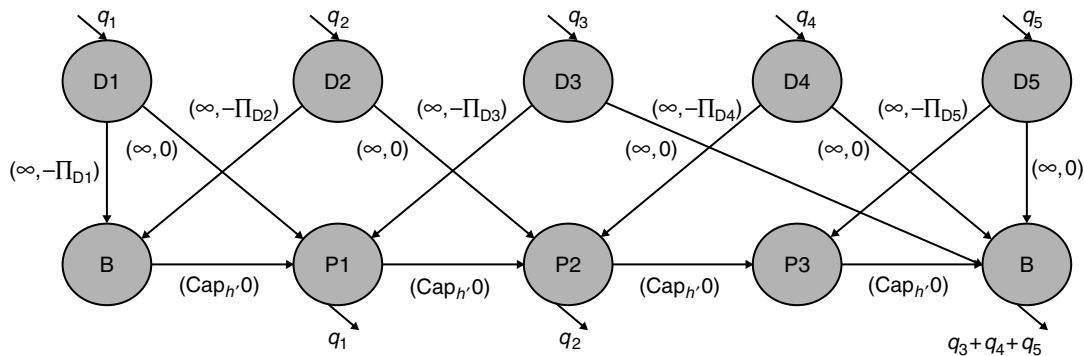 q1 q2 q3 q4 q5
D1 D2 D3 D4 D5
(∞,-ΠD2) (∞,-ΠD3) (∞,-ΠD4) (∞,-ΠD5)
(∞,0) (∞,0) (∞,0) (∞,0)
(∞,-ΠD1) (∞,0)
B P1 P2 P3 B
(Caph′0) (Caph′0) (Caph′0) (Caph′0)
q1 q2 q3+q4+q5